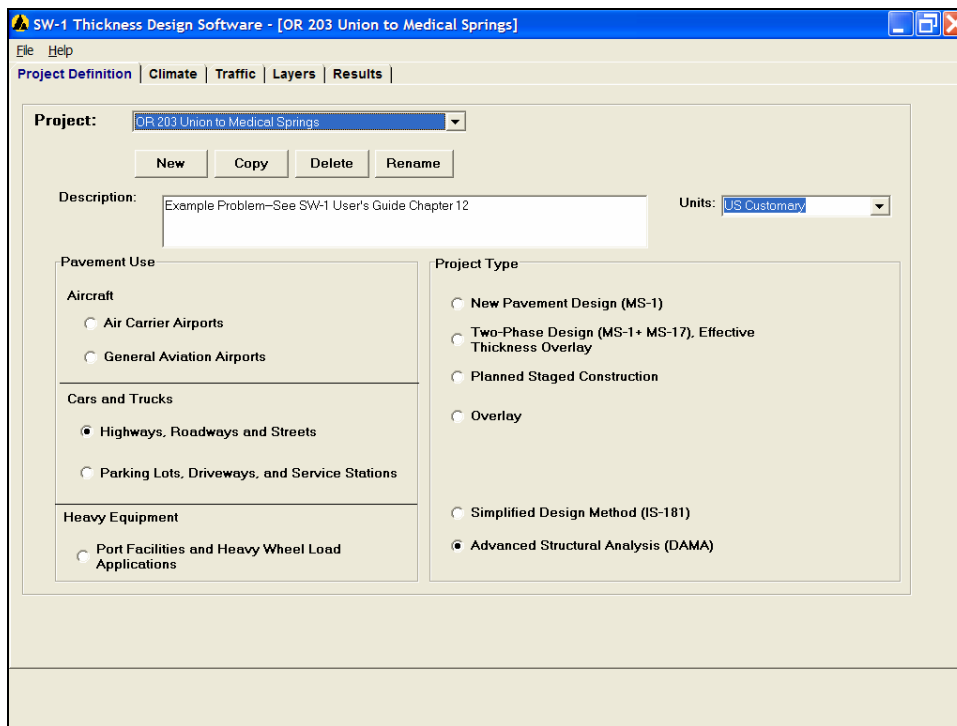 SW-1 Thickness Design Software - [OR 203 Union to Medical Springs]
File Help
Project Definition Climate Traffic Layers Results
Project: OR 203 Union to Medical Springs
New Copy Delete Rename
Description: Example Problem--See SW-1 User's Guide Chapter 12
Units: US Customary
Pavement Use
Aircraft
Air Carrier Airports
General Aviation Airports
Cars and Trucks
Highways, Roadways and Streets
Parking Lots, Driveways, and Service Stations
Heavy Equipment
Port Facilities and Heavy Wheel Load
Applications
Project Type
New Pavement Design (MS-1)
Two-Phase Design (MS-1+ MS-17), Effective
Thickness Overlay
Planned Staged Construction
Overlay
Simplified Design Method (IS-181)
Advanced Structural Analysis (DAMA)